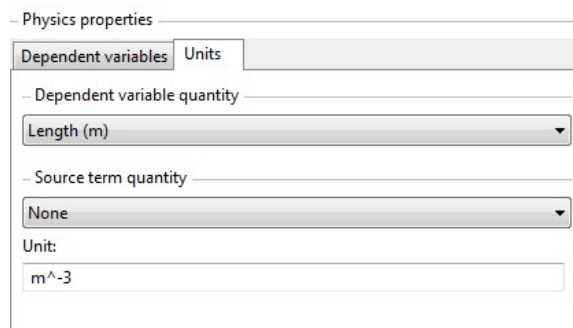 Physics properties
Dependent variables Units
Dependent variable quantity
Length (m)
Source term quantity
None
Unit:
m^-3